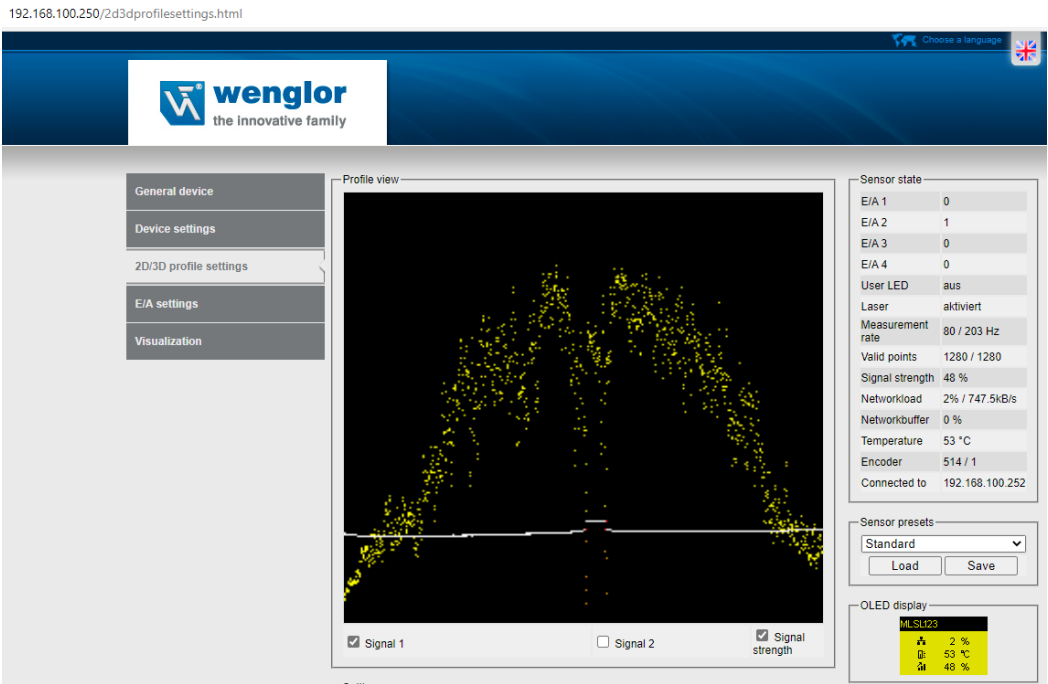 192.168.100.250/2d3dprofilesettings.html
Choose a language
wenglor
the innovative family
General device
Device settings
2D/3D profile settings
E/A settings
Visualization
Profile view
Signal 1
Signal 2
Signal
strength
Sensor state
E/A 1 0
E/A 2 1
E/A 3 0
E/A 4 0
User LED aus
Laser aktiviert
Measurement
rate 80 / 203 Hz
Valid points 1280 / 1280
Signal strength 48 %
Networkload 2% / 747.5kB/s
Networkbuffer 0 %
Temperature 53 °C
Encoder 514 / 1
Connected to 192.168.100.252
Sensor presets
Standard
Load Save
OLED display
MLSL123
2 %
53 °C
48 %